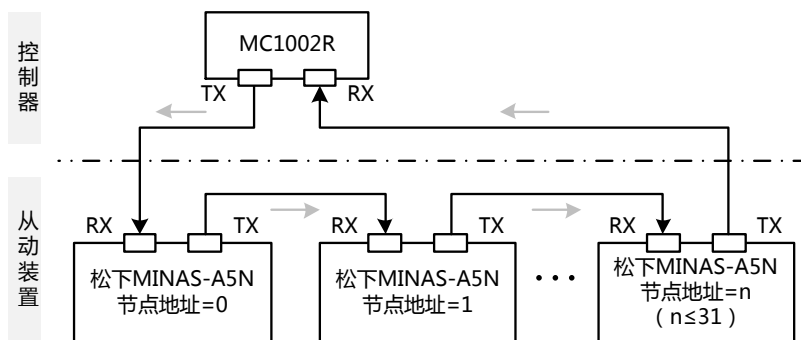 控制器
MC1002R
TX
RX
从动装置
RX
TX
RX
TX
RX
TX
松下MINAS-A5N
节点地址=0
松下MINAS-A5N
节点地址=1
···
松下MINAS-A5N
节点地址=n
（n≤31）